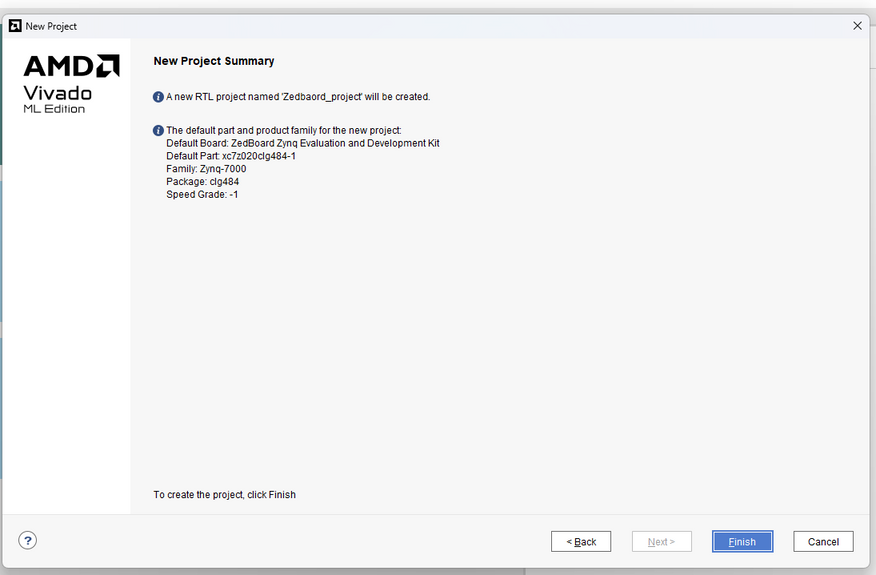 New Project
AMD
Vivado
ML Edition
New Project Summary
A new RTL project named 'Zedbaord_project' will be created.
The default part and product family for the new project:
Default Board: ZedBoard Zynq Evaluation and Development Kit
Default Part: xc7z020clg484-1
Family: Zynq-7000
Package: clg484
Speed Grade: -1
To create the project, click Finish
?
< Back
Next >
Finish
Cancel